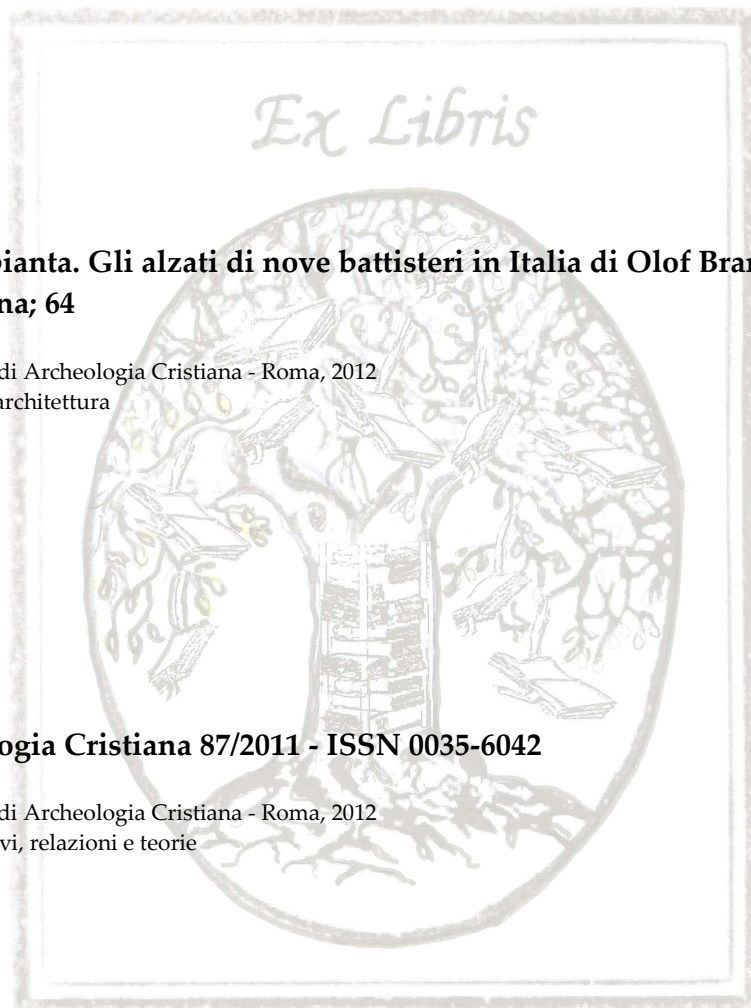 Ex Libris
pianta. Gli alzati di nove battisteri in Italia di Olof Bran
na; 64
di Archeologia Cristiana - Roma, 2012
architettura
ogia Cristiana 87/2011 - ISSN 0035-6042
di Archeologia Cristiana - Roma, 2012
vi, relazioni e teorie